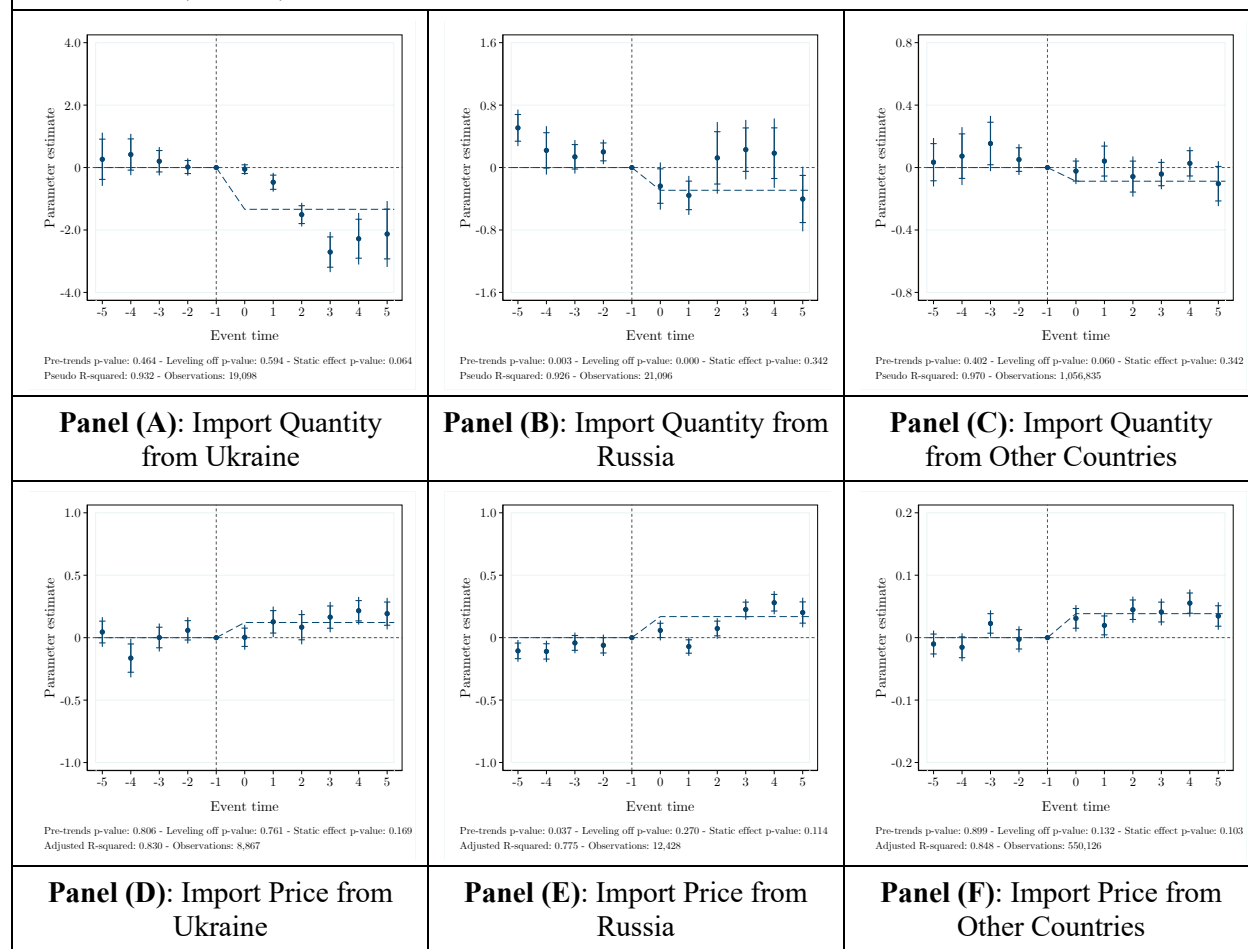 4.0
2.0
0
-2.0
-4.0
Parameter estimate
-5 -4 -3 -2 -1 0 1 2 3 4 5
Event time
Pre-trends p-value: 0.464 - Leveling off p-value: 0.594 - Static effect p-value: 0.064
Pseudo R-squared: 0.932 - Observations: 19,098
1.6
0.8
0
-0.8
-1.6
Parameter estimate
-5 -4 -3 -2 -1 0 1 2 3 4 5
Event time
Pre-trends p-value: 0.003 - Leveling off p-value: 0.000 - Static effect p-value: 0.342
Pseudo R-squared: 0.926 - Observations: 21,096
0.8
0.4
0
-0.4
-0.8
Parameter estimate
-5 -4 -3 -2 -1 0 1 2 3 4 5
Event time
Pre-trends p-value: 0.402 - Leveling off p-value: 0.060 - Static effect p-value: 0.342
Pseudo R-squared: 0.970 - Observations: 1,056,835
Panel (A): Import Quantity
from Ukraine
Panel (B): Import Quantity from
Russia
Panel (C): Import Quantity
from Other Countries
1.0
0.5
0
-0.5
-1.0
Parameter estimate
-5 -4 -3 -2 -1 0 1 2 3 4 5
Event time
Pre-trends p-value: 0.806 - Leveling off p-value: 0.761 - Static effect p-value: 0.169
Adjusted R-squared: 0.830 - Observations: 8,867
1.0
0.5
0
-0.5
-1.0
Parameter estimate
-5 -4 -3 -2 -1 0 1 2 3 4 5
Event time
Pre-trends p-value: 0.037 - Leveling off p-value: 0.270 - Static effect p-value: 0.114
Adjusted R-squared: 0.775 - Observations: 12,428
0.2
0.1
0
-0.1
-0.2
Parameter estimate
-5 -4 -3 -2 -1 0 1 2 3 4 5
Event time
Pre-trends p-value: 0.899 - Leveling off p-value: 0.132 - Static effect p-value: 0.103
Adjusted R-squared: 0.848 - Observations: 550,126
Panel (D): Import Price from
Ukraine
Panel (E): Import Price from
Russia
Panel (F): Import Price from
Other Countries